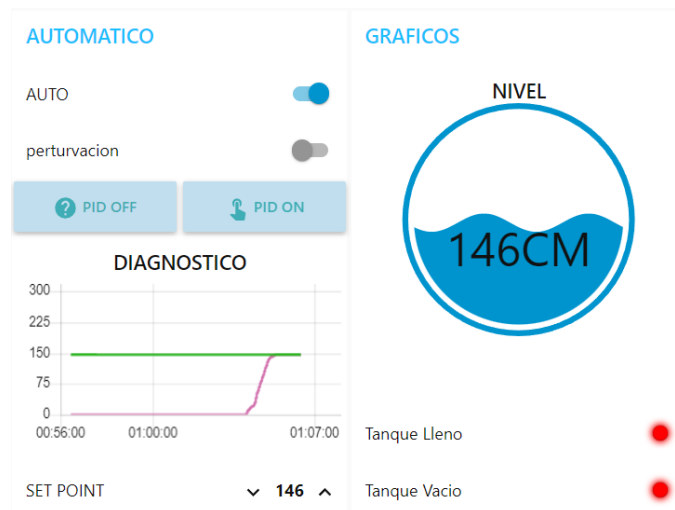 AUTOMATICO
AUTO
perturvacion
PID OFF
PID ON
DIAGNOSTICO
300
225
150
75
0
00:56:00 01:00:00 01:07:00
SET POINT 146
GRAFICOS
NIVEL
146CM
Tanque Lleno
Tanque Vacio